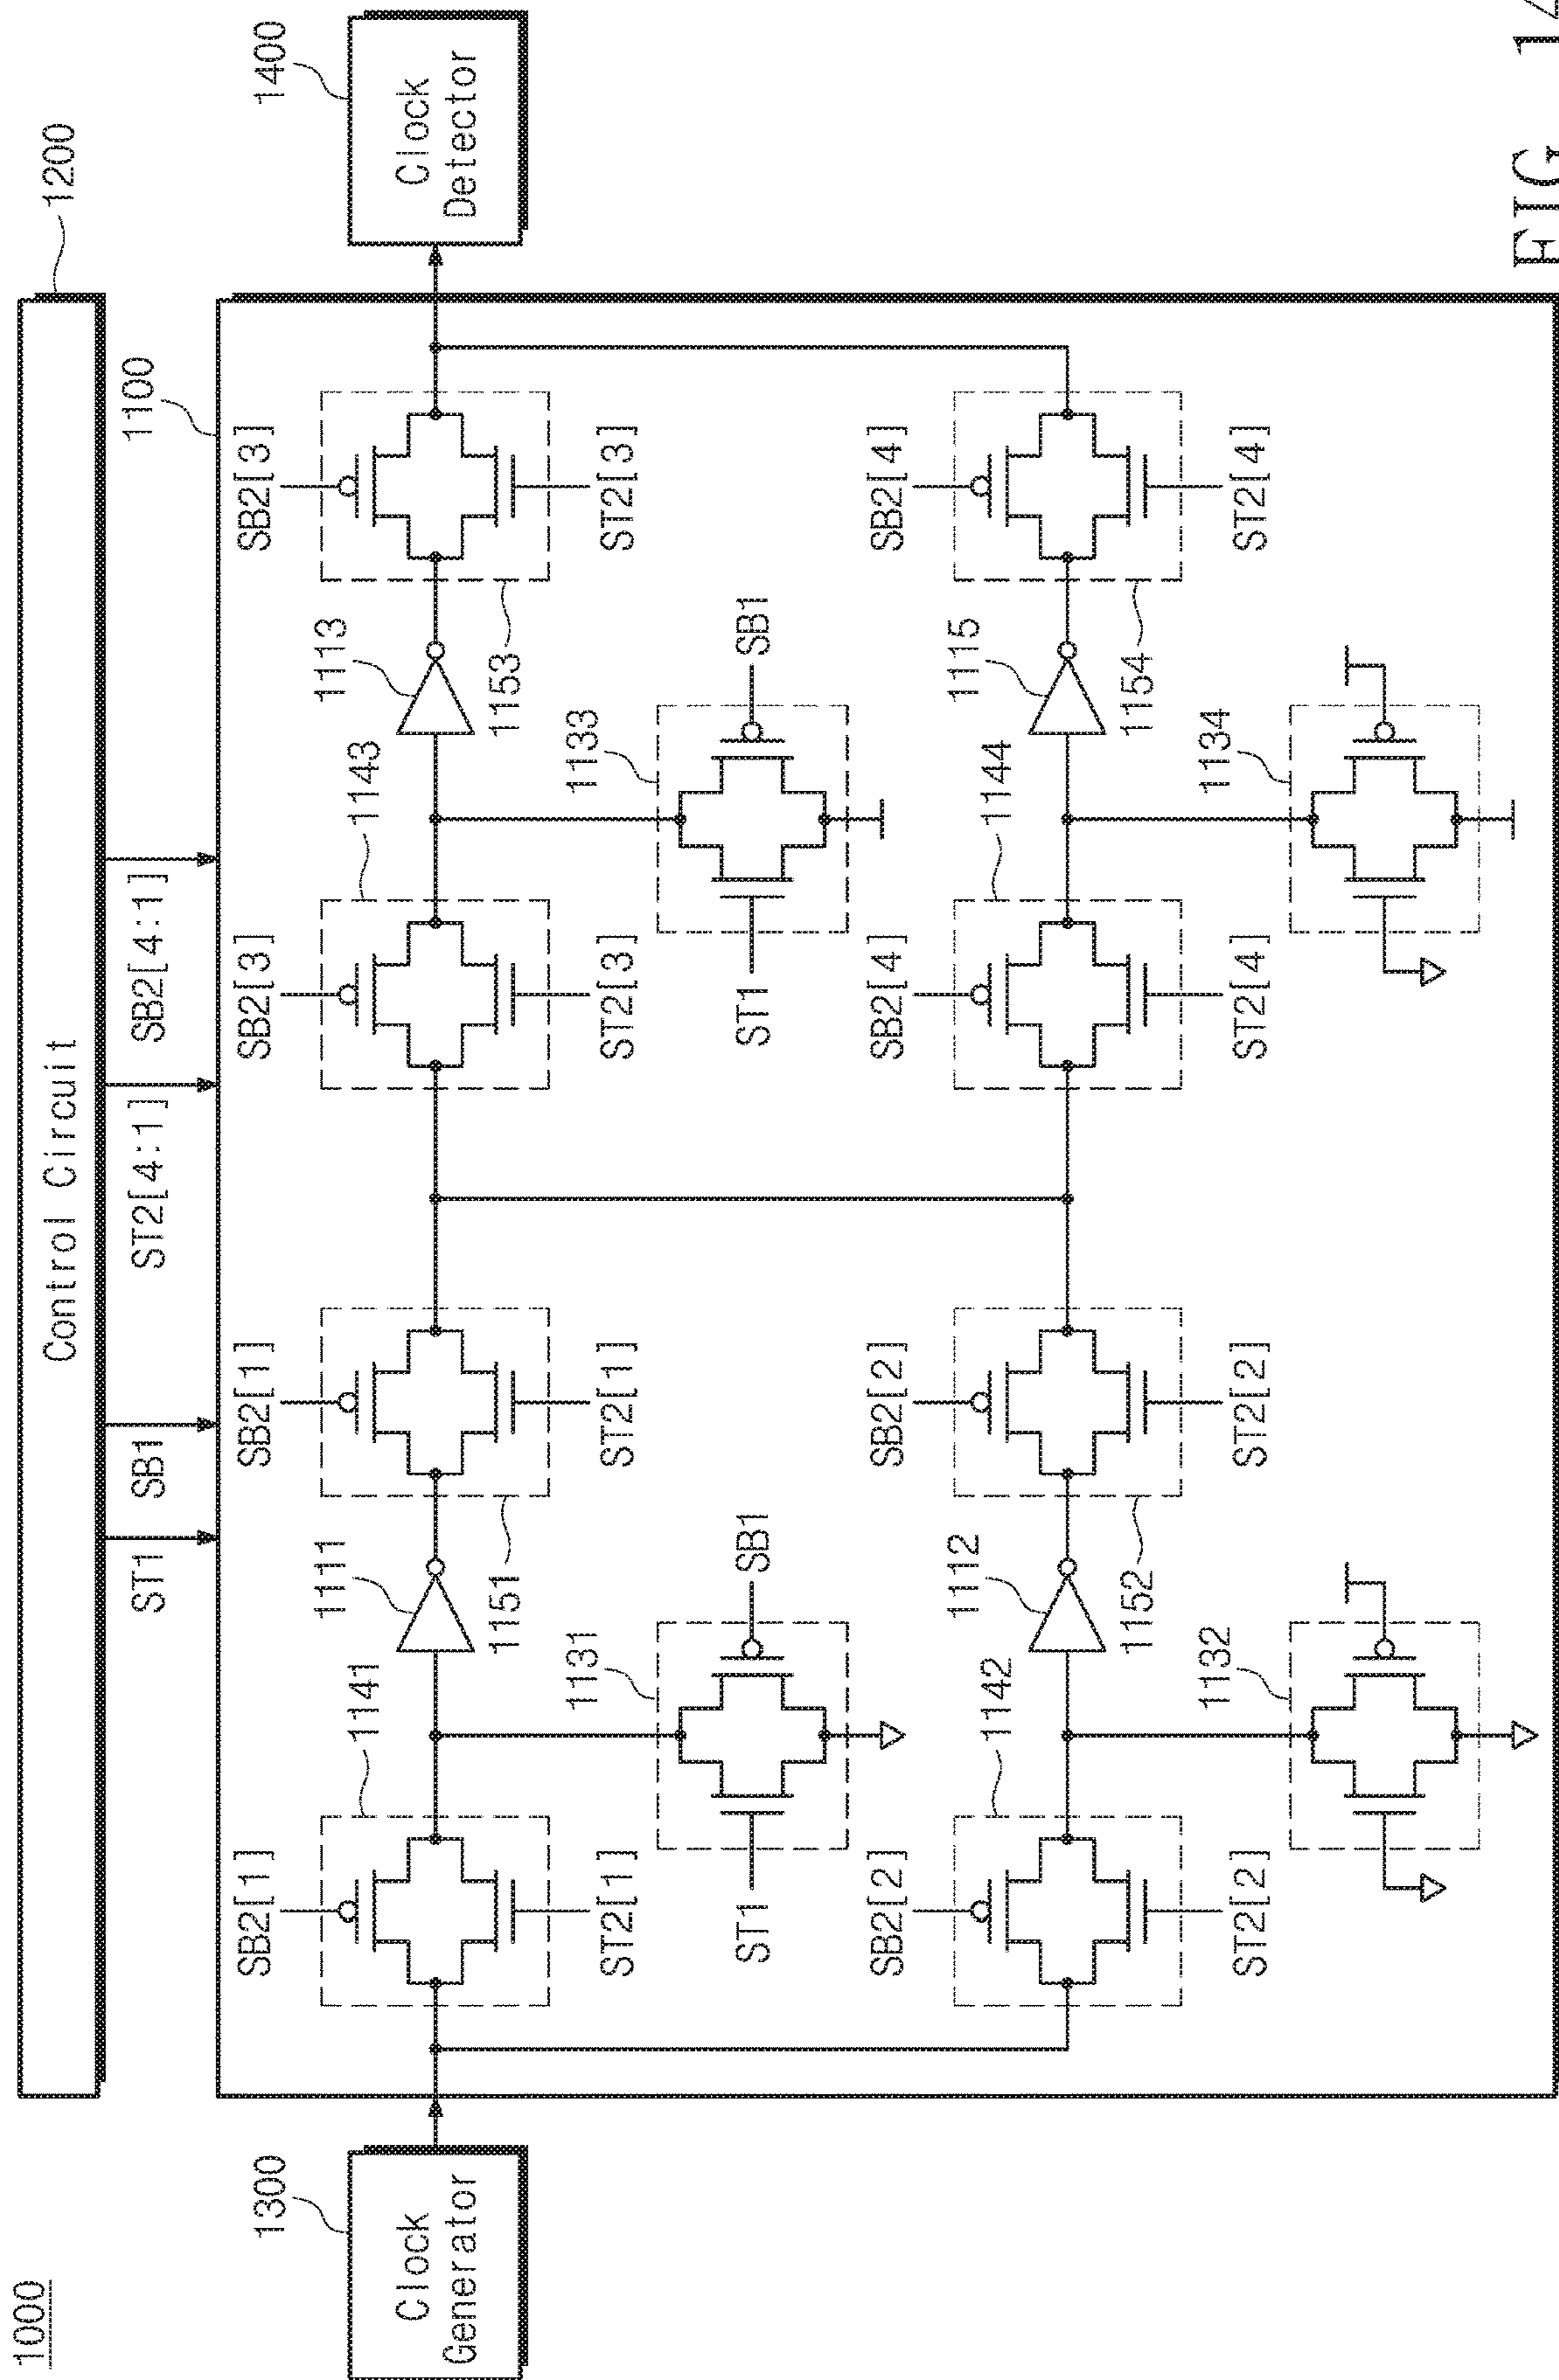 1000
Control Circuit
1200
ST1
SB1
ST2[4:1]
SB2[4:1]
1100
1300
Clock
Generator
1400
Clock
Detector
SB2[1]
1141
1111
SB2[1]
SB2[3]
1143
1113
SB2[3]
ST2[1]
1151
ST2[1]
ST2[3]
1153
ST2[3]
1131
ST1
SB1
1133
ST1
SB1
SB2[2]
1142
1112
SB2[2]
SB2[4]
1144
1115
SB2[4]
ST2[2]
1152
ST2[2]
ST2[4]
1154
ST2[4]
1132
1134
FIG. 14